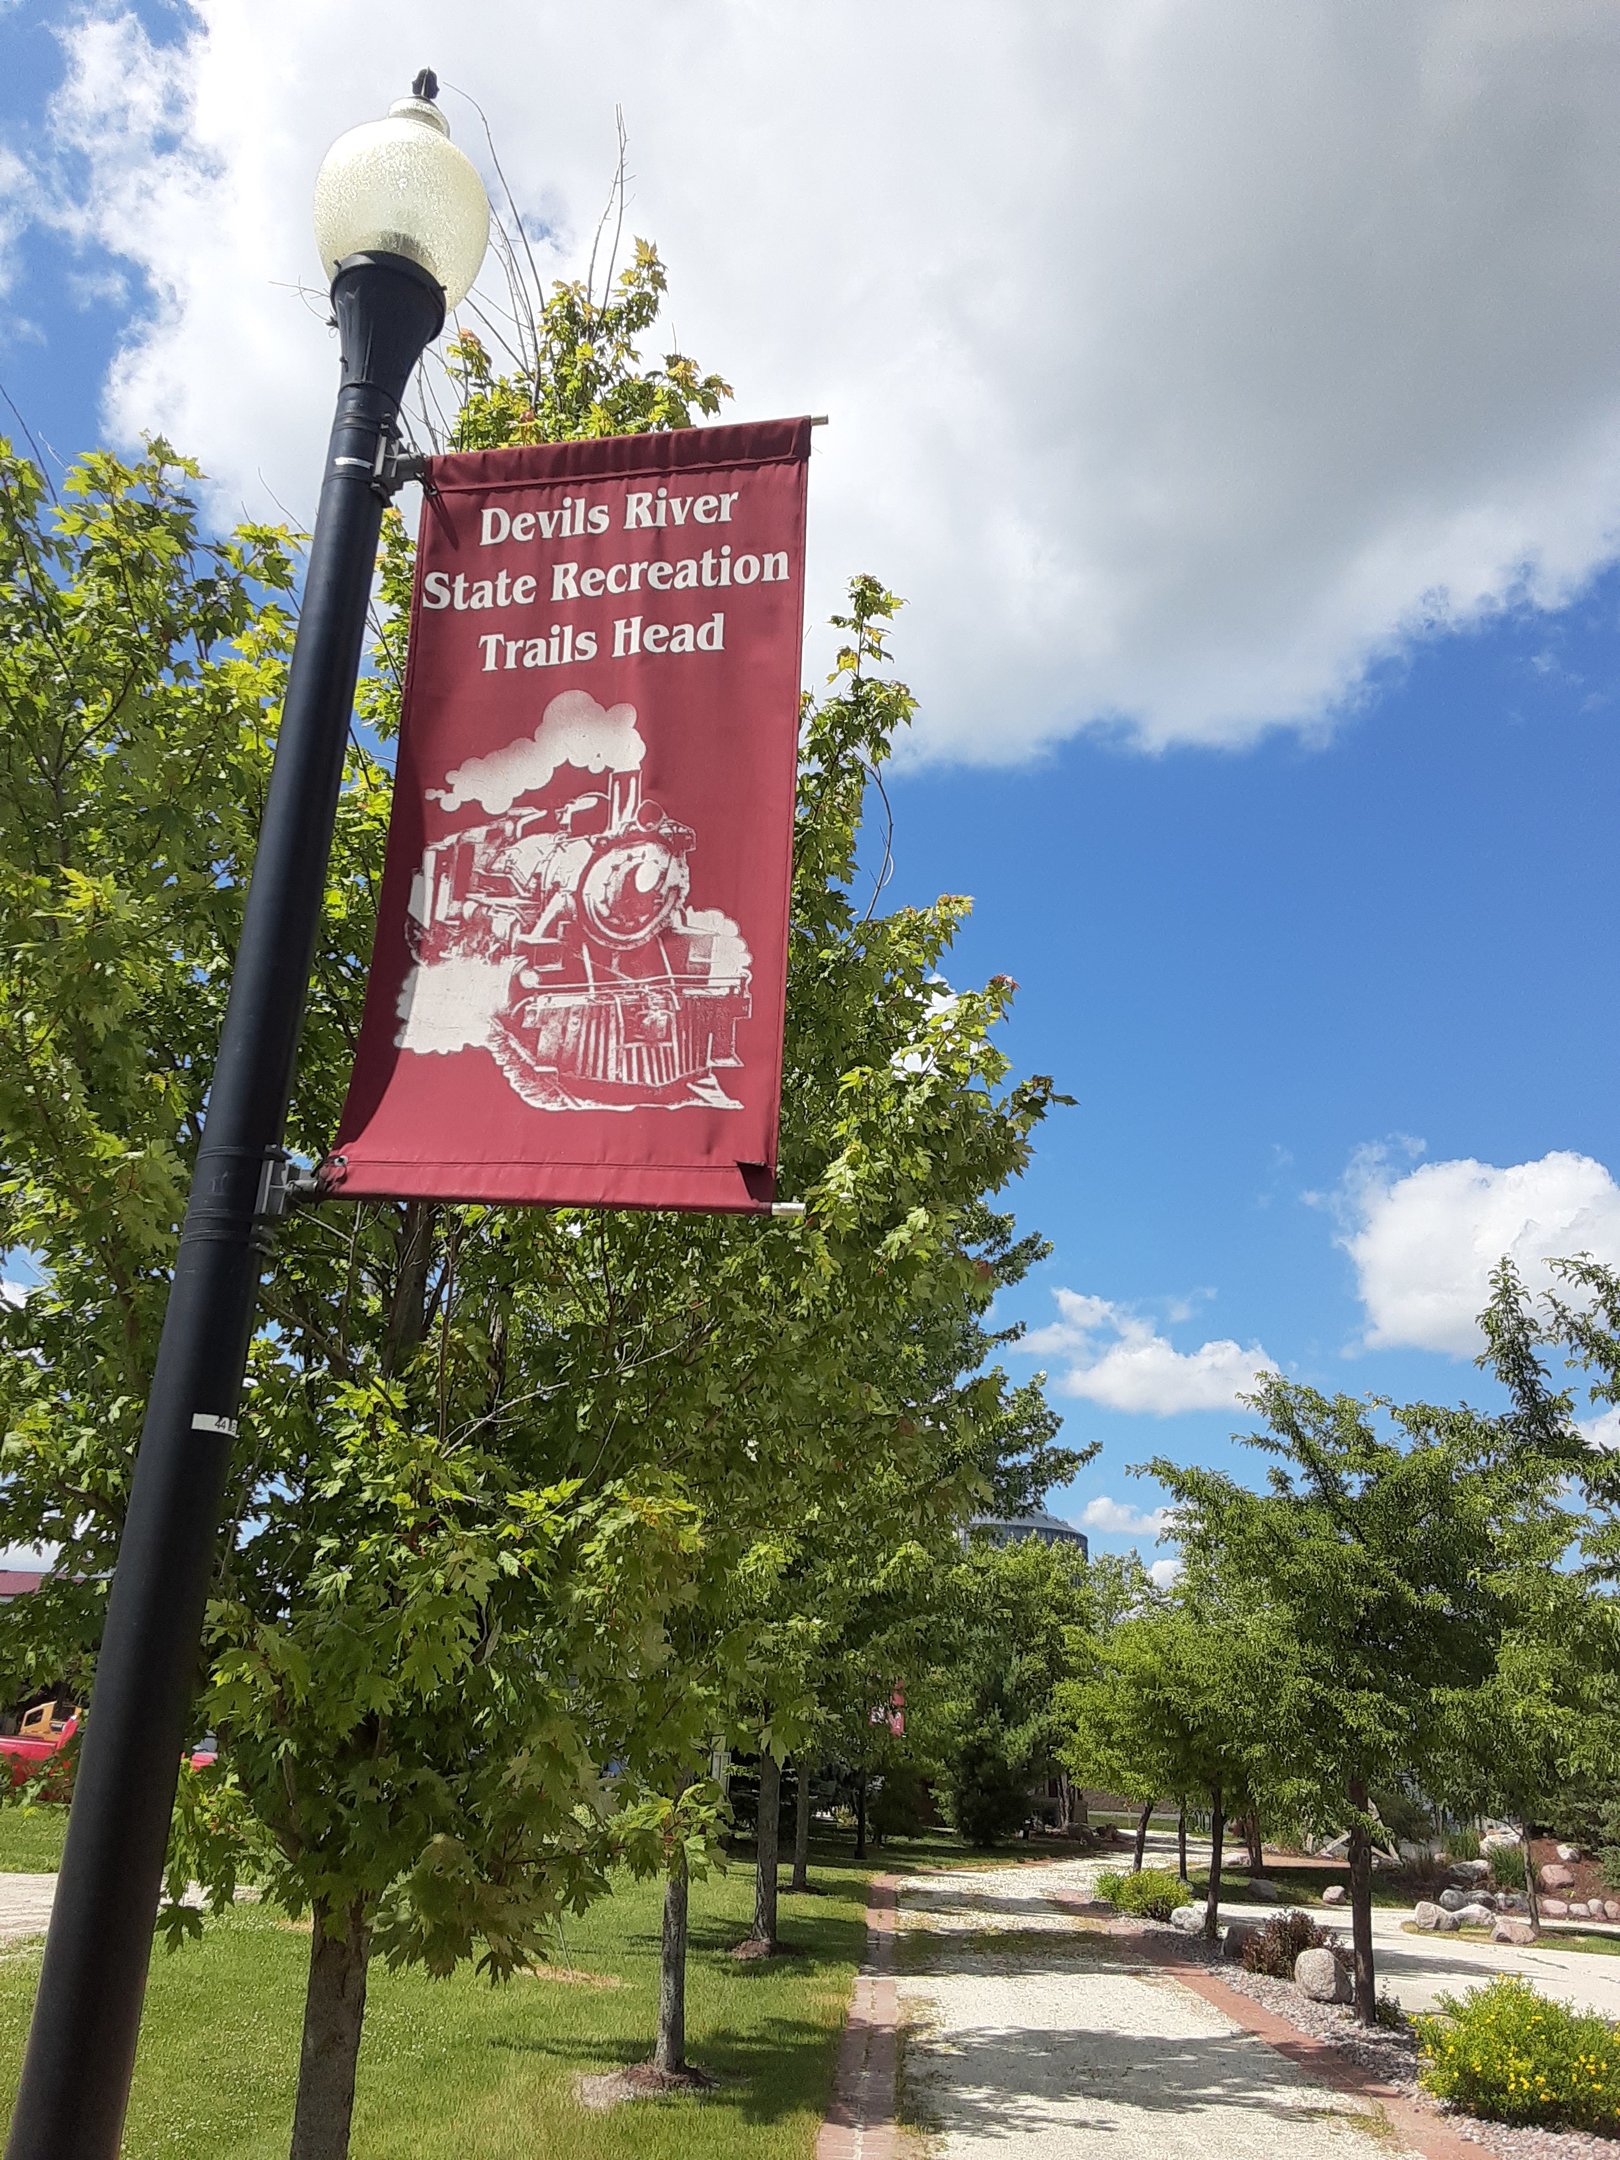 Devils River
State Recreation
Trails Head